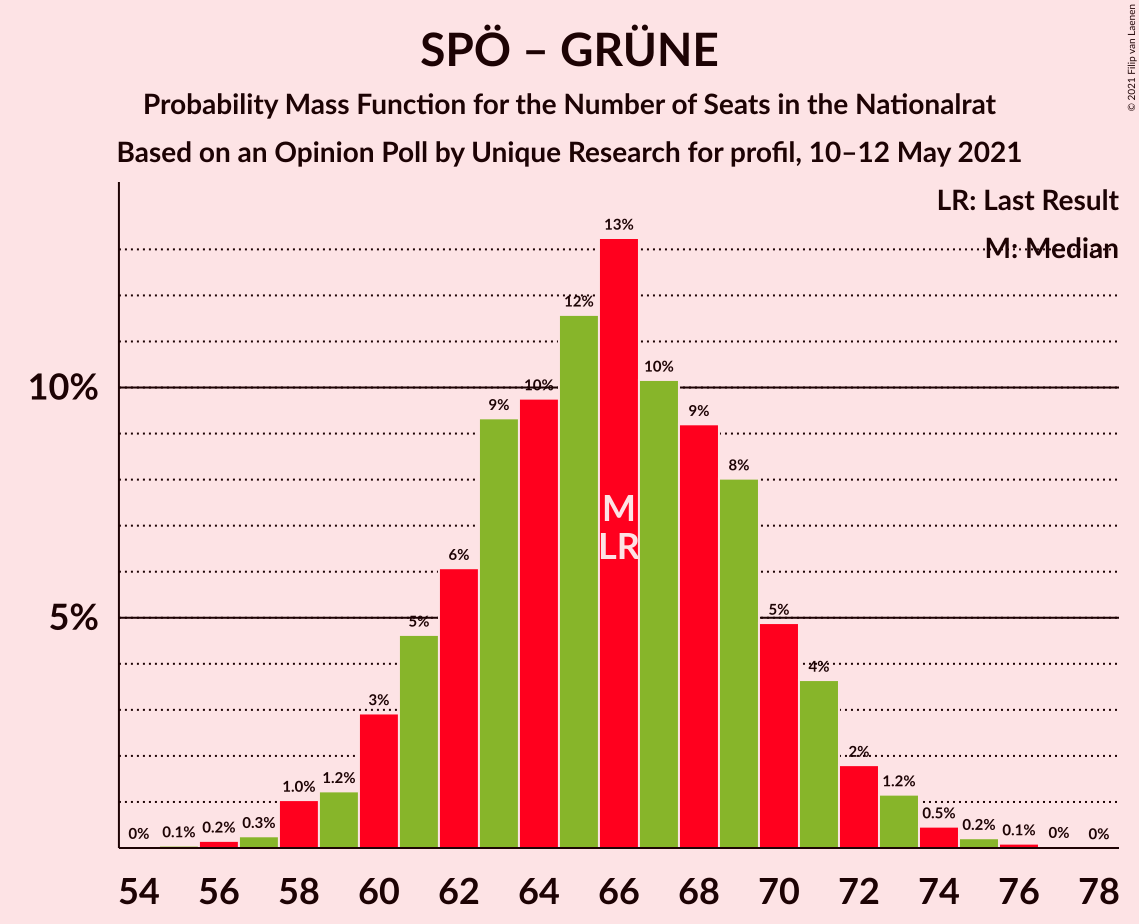 SPÖ – GRÜNE
Probability Mass Function for the Number of Seats in the Nationalrat
Based on an Opinion Poll by Unique Research for profil, 10–12 May 2021
© 2021 Filip van Laenen
LR: Last Result
M: Median
10%
5%
0% 0.1% 0.2% 0.3% 1.0% 1.2% 3% 5% 6% 9% 10% 12% 13% 10% 9% 8% 5% 4% 2% 1.2% 0.5% 0.2% 0.1% 0% 0%
M
LR
54 56 58 60 62 64 66 68 70 72 74 76 78